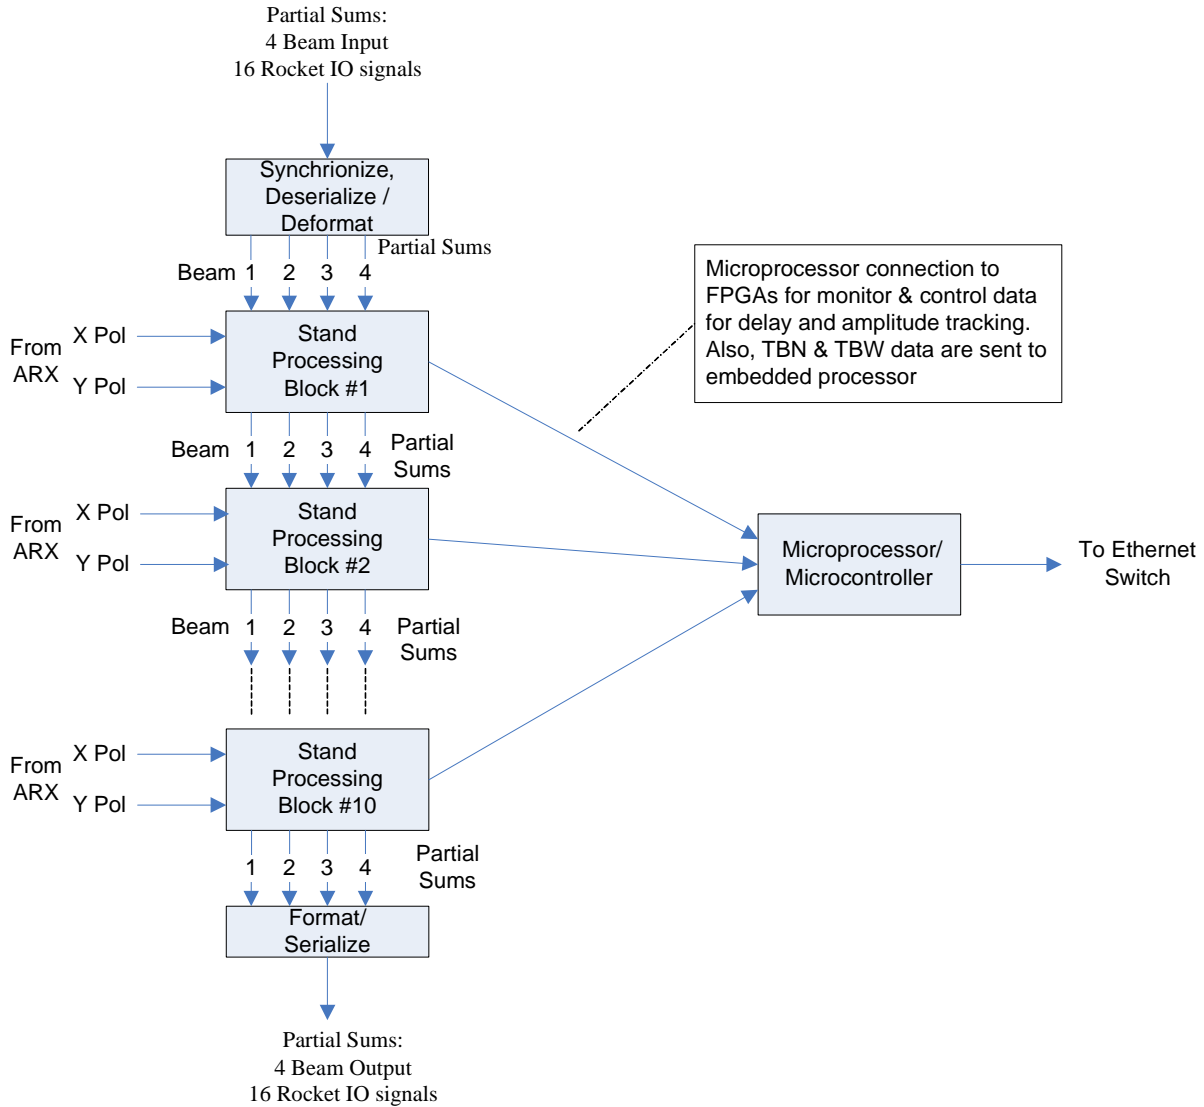 Partial Sums:
4 Beam Input
16 Rocket IO signals
Synchrionize,
Deserialize /
Deformat
Partial Sums
Beam 1 2 3 4
Microprocessor connection to
FPGAs for monitor & control data
for delay and amplitude tracking.
Also, TBN & TBW data are sent to
embedded processor
From
ARX
X Pol
Y Pol
Stand
Processing
Block #1
Beam 1 2 3 4
Partial
Sums
From
ARX
X Pol
Y Pol
Stand
Processing
Block #2
Microprocessor/
Microcontroller
To Ethernet
Switch
Beam 1 2 3 4
Partial
Sums
From
ARX
X Pol
Y Pol
Stand
Processing
Block #10
1 2 3 4
Partial
Sums
Format/
Serialize
Partial Sums:
4 Beam Output
16 Rocket IO signals